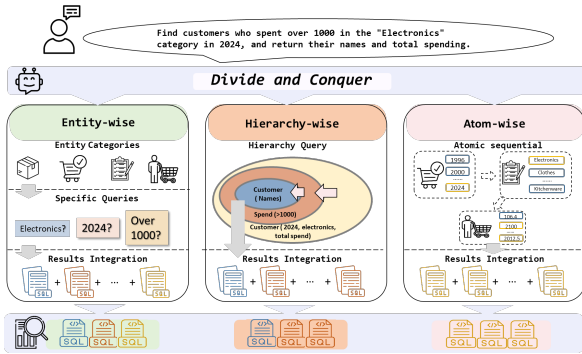 Find customers who spent over 1000 in the "Electronics"
category in 2024, and return their names and total spending.
Divide and Conquer
Entity-wise
Entity Categories
Specific Queries
Electronics?
2024?
Over
1000?
Results Integration
SQL + SQL + ... + SQL
Hierarchy-wise
Hierarchy Query
Customer
( Names)
Spend (>1000)
Customer ( 2024, electronics,
total spend)
Results Integration
SQL + SQL + ... + SQL
Atom-wise
Atomic sequential
1996
2000
......
2024
Electronics
Clothes
......
Kitchenware
106.4
2100
......
2012.5
Results Integration
SQL + SQL + ... + SQL
SQL SQL SQL
SQL SQL SQL
SQL SQL SQL